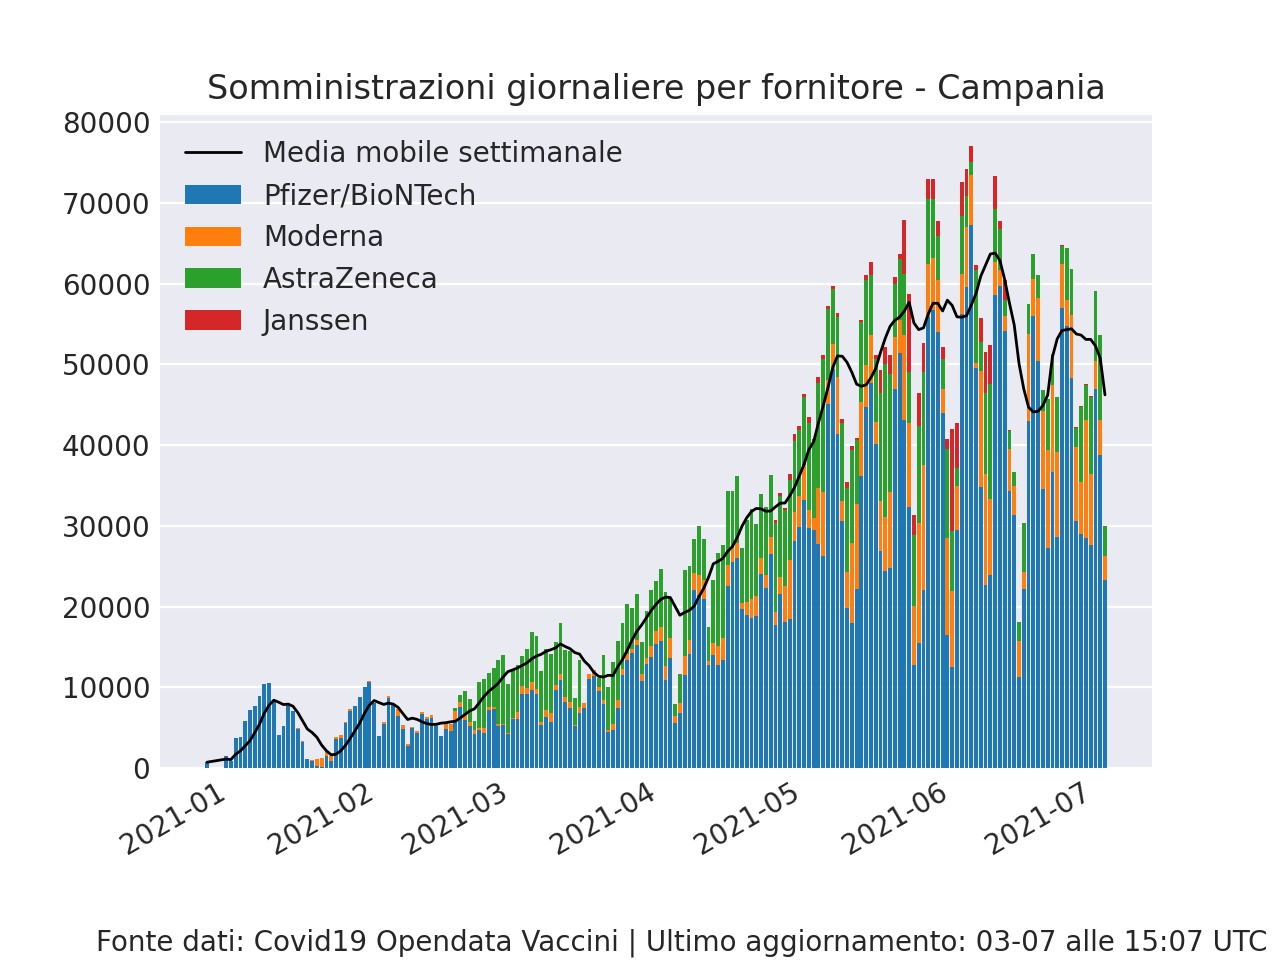 Somministrazioni giornaliere per fornitore - Campania
80000
70000
60000
50000
40000
30000
20000
10000
0
Media mobile settimanale
Pfizer/BioNTech
Moderna
AstraZeneca
Janssen
2021-01
2021-02
2021-03
2021-04
2021-05
2021-06
2021-07
Fonte dati: Covid19 Opendata Vaccini | Ultimo aggiornamento: 03-07 alle 15:07 UTC